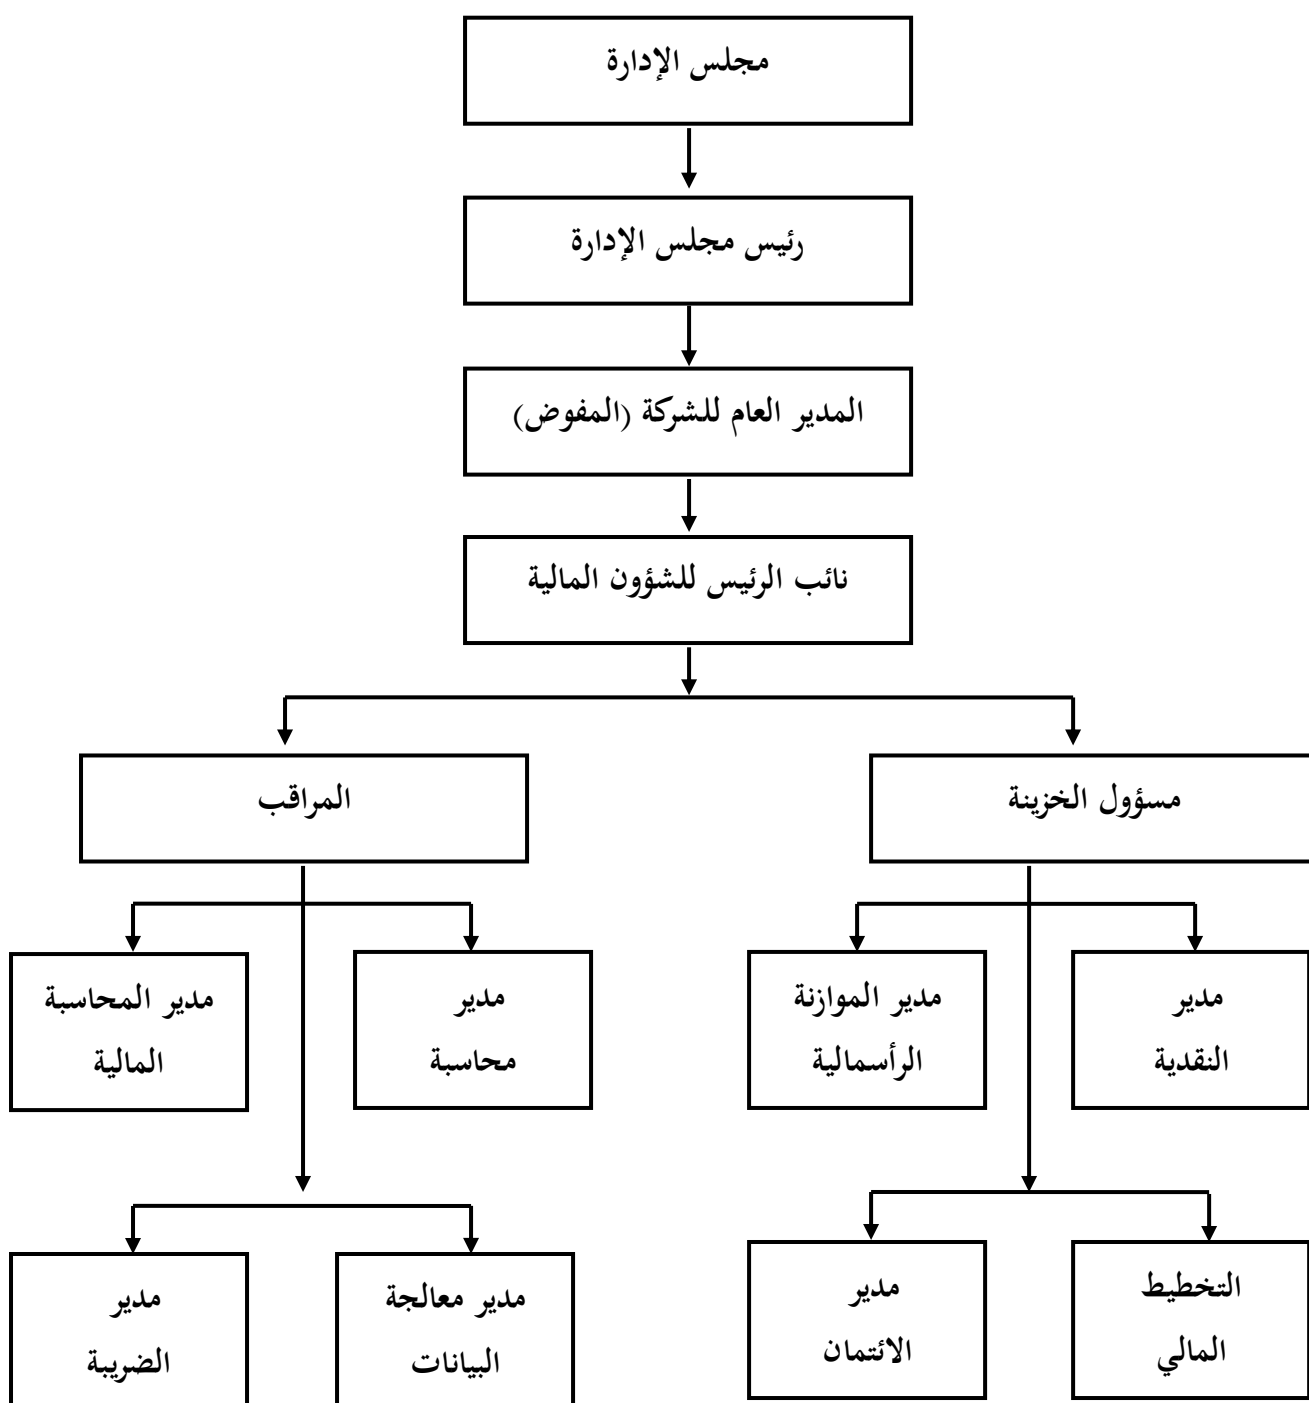 مجلس الإدارة
رئيس مجلس الإدارة
المدير العام للشركة (المفوض)
نائب الرئيس للشؤون المالية
مسؤول الخزينة
المراقب
مدير
النقدية
مدير الموازنة
الرأسمالية
مدير
محاسبة
مدير المحاسبة
المالية
التخطيط
المالي
مدير
الائتمان
مدير معالجة
البيانات
مدير
الضريبة